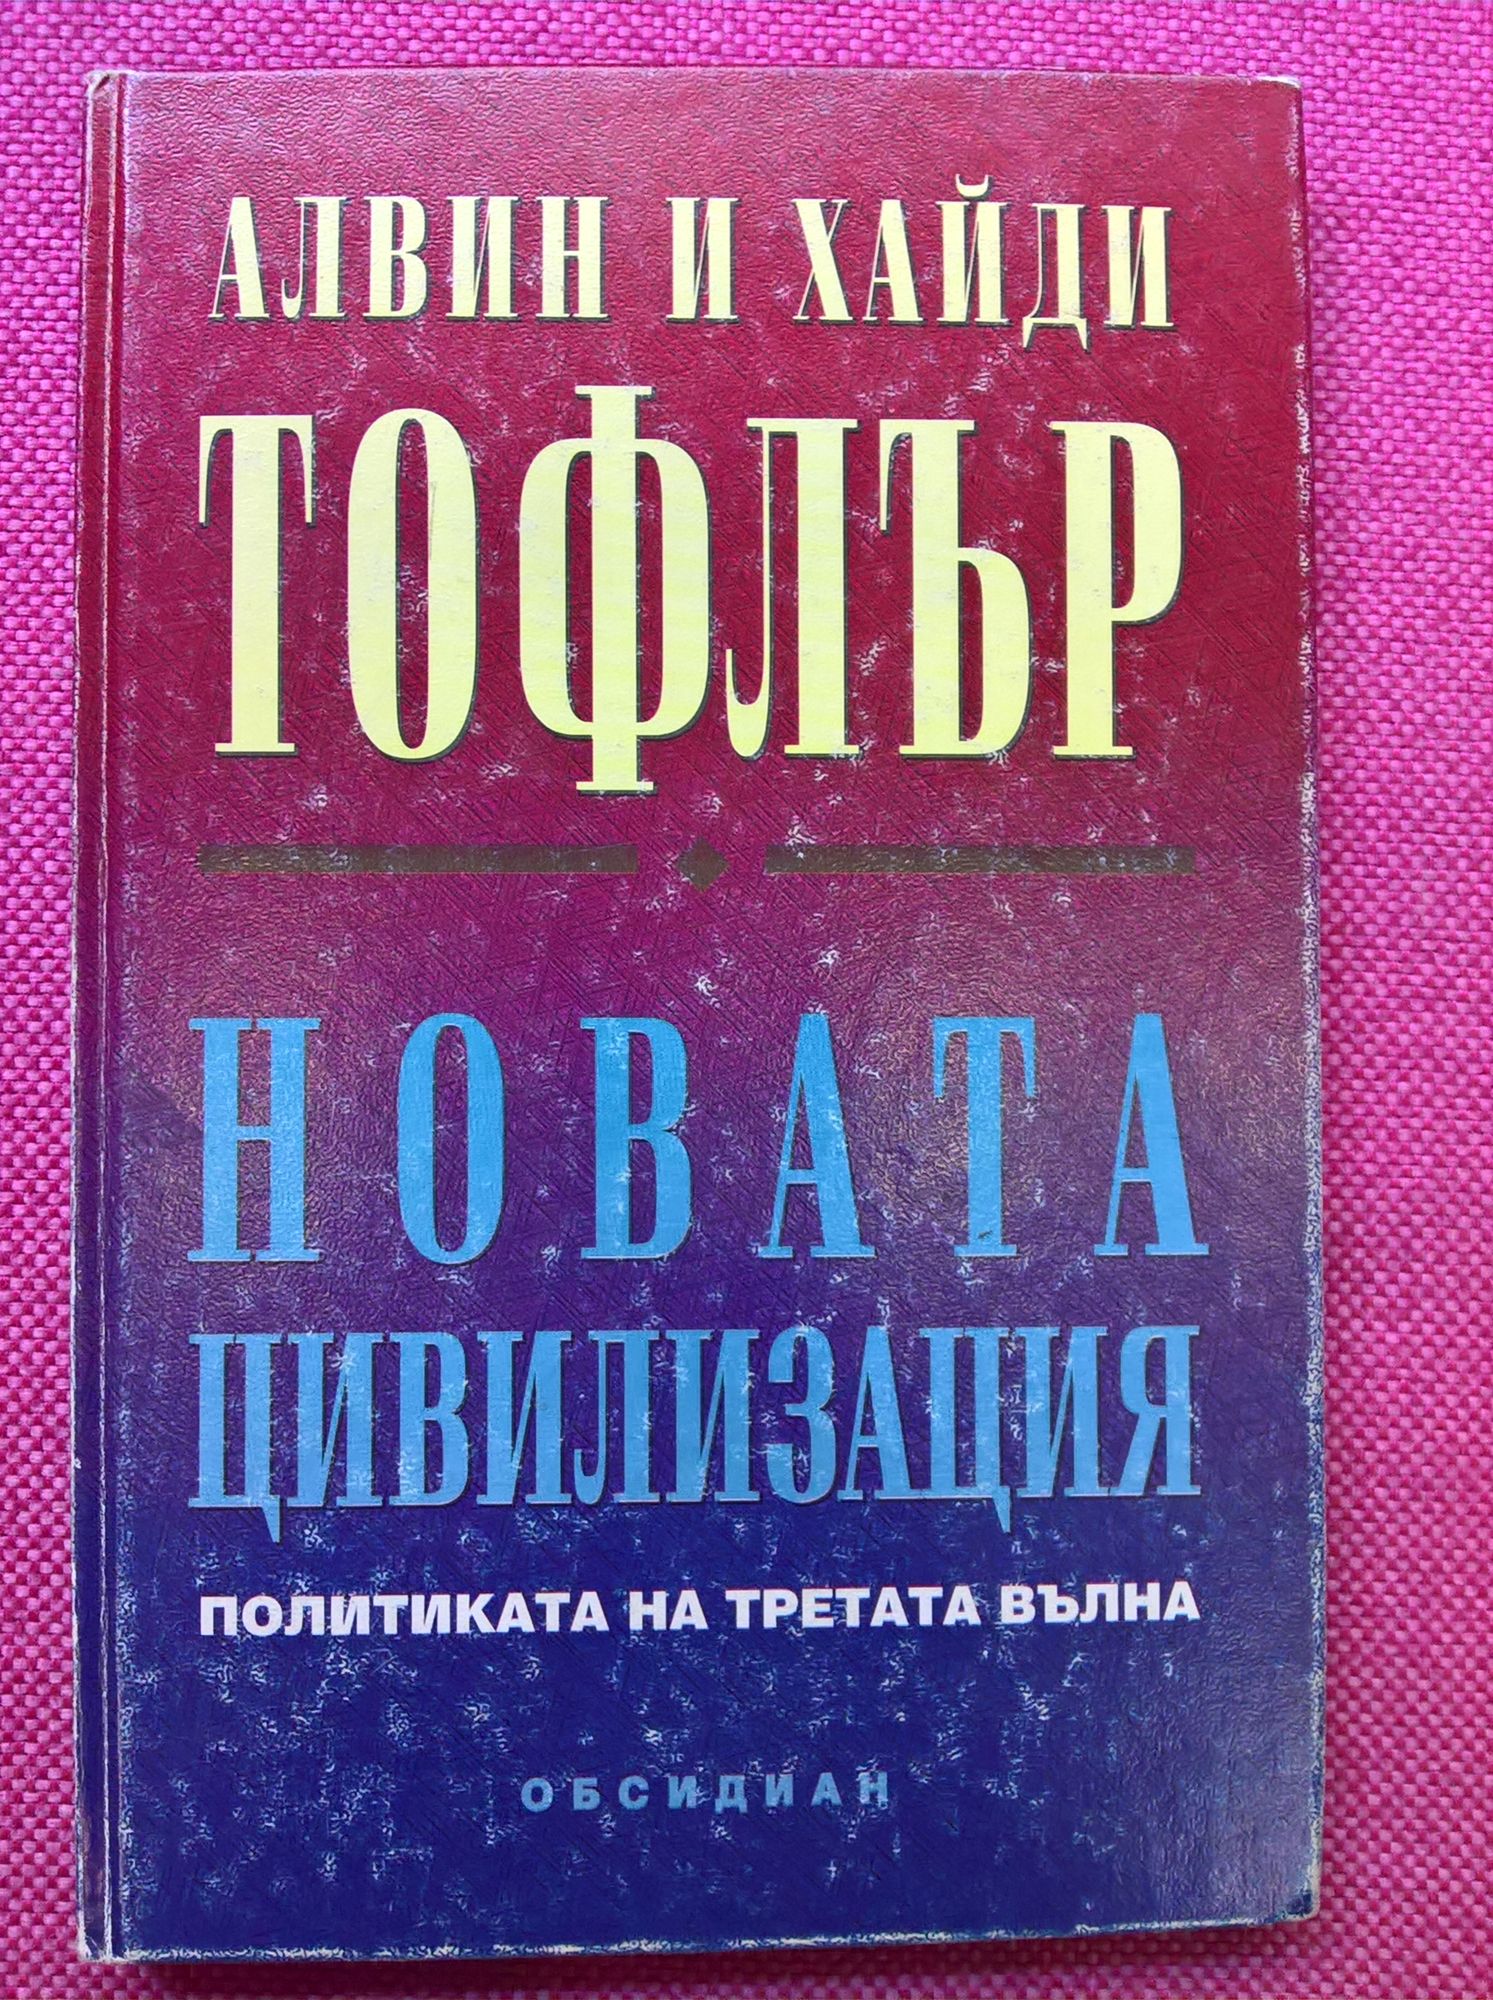 АЛВИН И ХАЙДИ
ТОФЛЪР
НОВАТА
ЦИВИЛИЗАЦИЯ
ПОЛИТИКАТА НА ТРЕТАТА ВЪЛНА
ОБСИДИАН